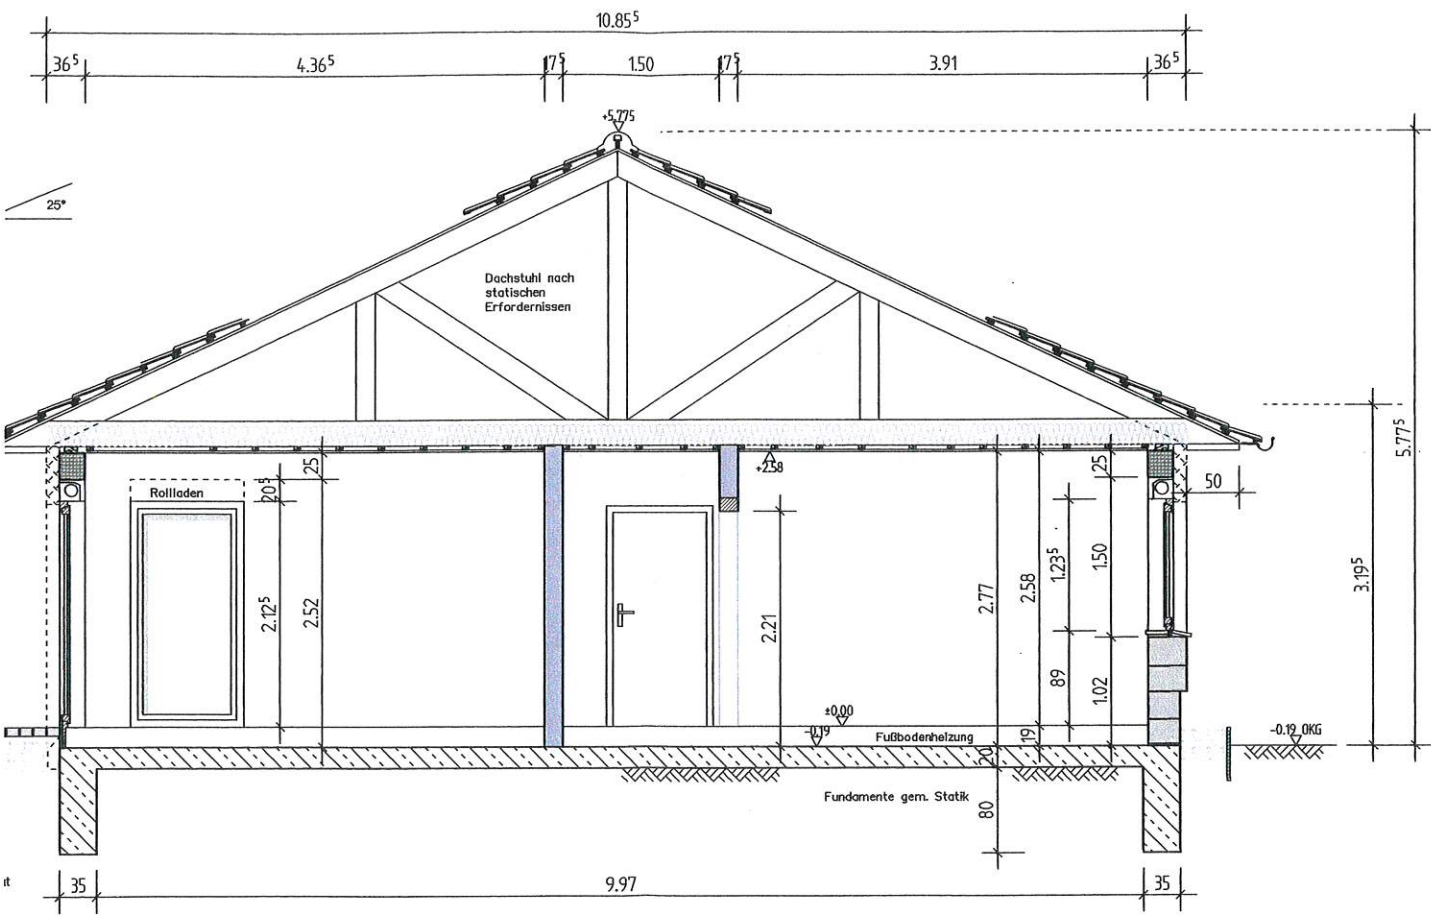 10.85⁵
36⁵ 4.36⁵ 17⁵ 1.50 17⁵ 3.91 36⁵
+5.775
25°
Dachstuhl nach
statischen
Erfordernissen
5.77⁵
3.19⁵
+2.58
50
25
20⁵
Rollladen
2.12⁵
2.52
2.21
2.77
2.58
1.23⁵
89
25
1.50
1.02
±0,00
-0.19
Fußbodenheizung
19
20
80
-0.19 OKG
Fundamente gem. Statik
35 9.97 35